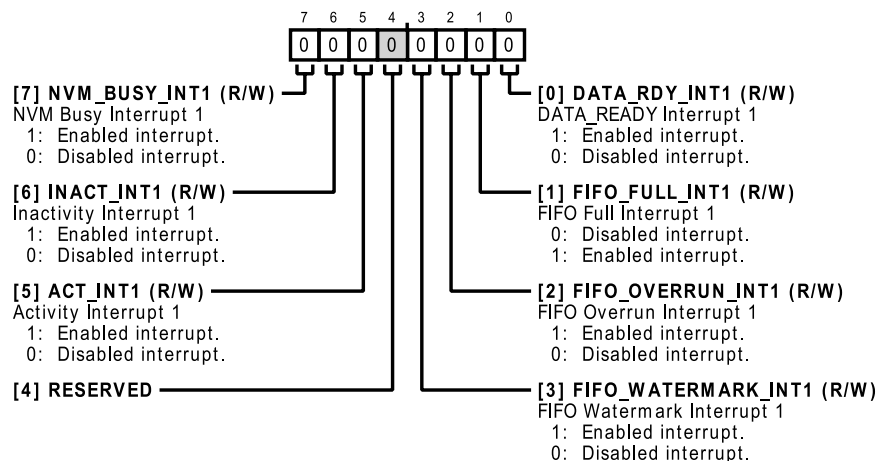 7 6 5 4 3 2 1 0
0 0 0 0 0 0 0 0
[7] NVM_BUSY_INT1 (R/W)
NVM Busy Interrupt 1
1: Enabled interrupt.
0: Disabled interrupt.
[6] INACT_INT1 (R/W)
Inactivity Interrupt 1
1: Enabled interrupt.
0: Disabled interrupt.
[5] ACT_INT1 (R/W)
Activity Interrupt 1
1: Enabled interrupt.
0: Disabled interrupt.
[4] RESERVED
[0] DATA_RDY_INT1 (R/W)
DATA_READY Interrupt 1
1: Enabled interrupt.
0: Disabled interrupt.
[1] FIFO_FULL_INT1 (R/W)
FIFO Full Interrupt 1
0: Disabled interrupt.
1: Enabled interrupt.
[2] FIFO_OVERRUN_INT1 (R/W)
FIFO Overrun Interrupt 1
1: Enabled interrupt.
0: Disabled interrupt.
[3] FIFO_WATERMARK_INT1 (R/W)
FIFO Watermark Interrupt 1
1: Enabled interrupt.
0: Disabled interrupt.